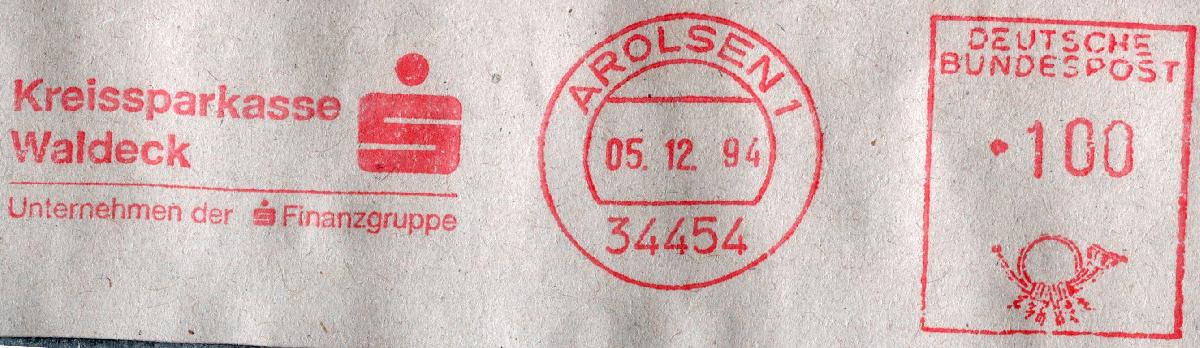 Kreissparkasse
Waldeck
Unternehmen der S Finanzgruppe
AROLSEN 1
05. 12. 94
34454
DEUTSCHE
BUNDESPOST
·100